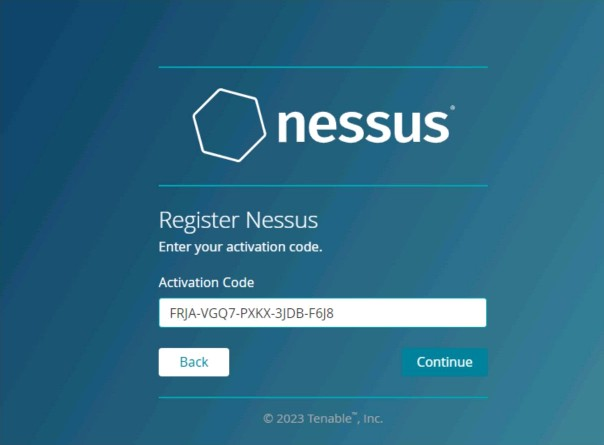 nessus
Register Nessus
Enter your activation code.
Activation Code
FRJA-VGQ7-PXKX-3JDB-F6J8
Back Continue
© 2023 Tenable™, Inc.